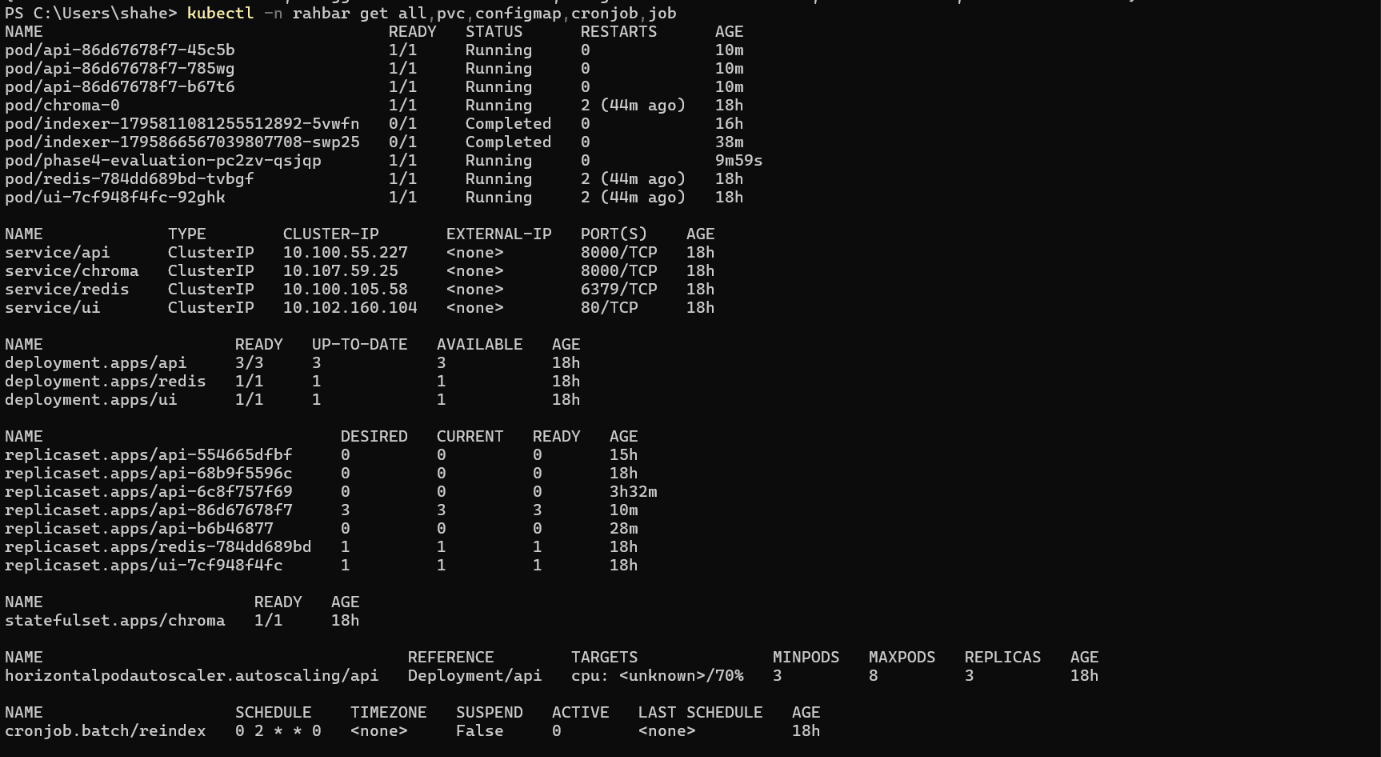 PS C:\Users\shahe> kubectl -n rahbar get all,pvc,configmap,cronjob,job
NAME READY STATUS RESTARTS AGE
pod/api-86d67678f7-45c5b 1/1 Running 0 10m
pod/api-86d67678f7-785wg 1/1 Running 0 10m
pod/api-86d67678f7-b67t6 1/1 Running 0 10m
pod/chroma-0 1/1 Running 2 (44m ago) 18h
pod/indexer-1795811081255512892-5vwfn 0/1 Completed 0 16h
pod/indexer-1795866567039807708-swp25 0/1 Completed 0 38m
pod/phase4-evaluation-pc2zv-qsjqp 1/1 Running 0 9m59s
pod/redis-784dd689bd-tvbgf 1/1 Running 2 (44m ago) 18h
pod/ui-7cf948f4fc-92ghk 1/1 Running 2 (44m ago) 18h
NAME TYPE CLUSTER-IP EXTERNAL-IP PORT(S) AGE
service/api ClusterIP 10.100.55.227 <none> 8000/TCP 18h
service/chroma ClusterIP 10.107.59.25 <none> 8000/TCP 18h
service/redis ClusterIP 10.100.105.58 <none> 6379/TCP 18h
service/ui ClusterIP 10.102.160.104 <none> 80/TCP 18h
NAME READY UP-TO-DATE AVAILABLE AGE
deployment.apps/api 3/3 3 3 18h
deployment.apps/redis 1/1 1 1 18h
deployment.apps/ui 1/1 1 1 18h
NAME DESIRED CURRENT READY AGE
replicaset.apps/api-554665dfbf 0 0 0 15h
replicaset.apps/api-68b9f5596c 0 0 0 18h
replicaset.apps/api-6c8f757f69 0 0 0 3h32m
replicaset.apps/api-86d67678f7 3 3 3 10m
replicaset.apps/api-b6b46877 0 0 0 28m
replicaset.apps/redis-784dd689bd 1 1 1 18h
replicaset.apps/ui-7cf948f4fc 1 1 1 18h
NAME READY AGE
statefulset.apps/chroma 1/1 18h
NAME REFERENCE TARGETS MINPODS MAXPODS REPLICAS AGE
horizontalpodautoscaler.autoscaling/api Deployment/api cpu: <unknown>/70% 3 8 3 18h
NAME SCHEDULE TIMEZONE SUSPEND ACTIVE LAST SCHEDULE AGE
cronjob.batch/reindex 0 2 * * 0 <none> False 0 <none> 18h